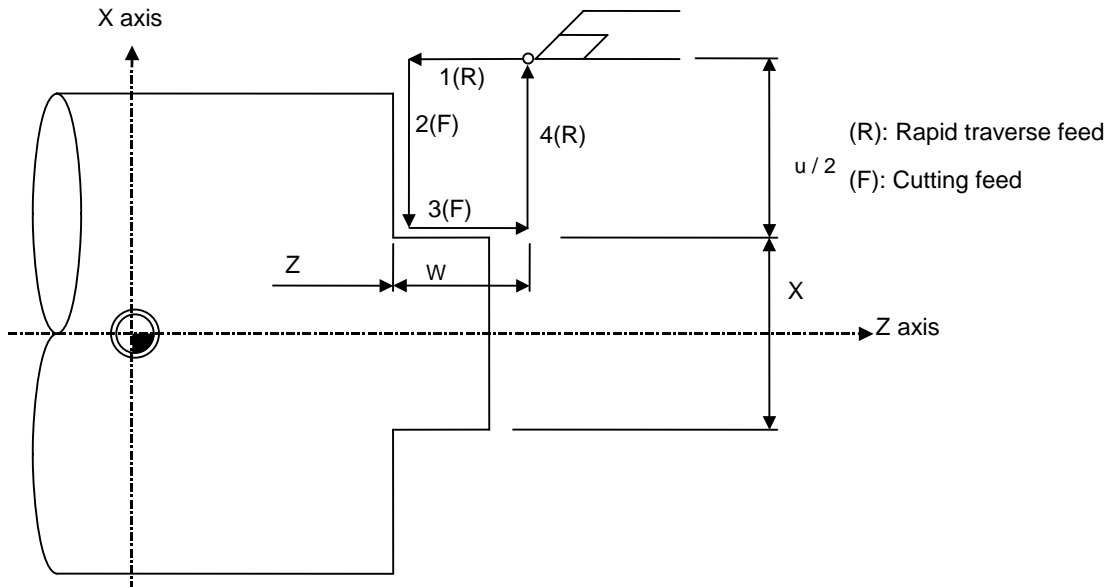 X axis
1(R)
2(F)
4(R)
(R): Rapid traverse feed
u / 2
(F): Cutting feed
3(F)
Z
W
X
Z axis